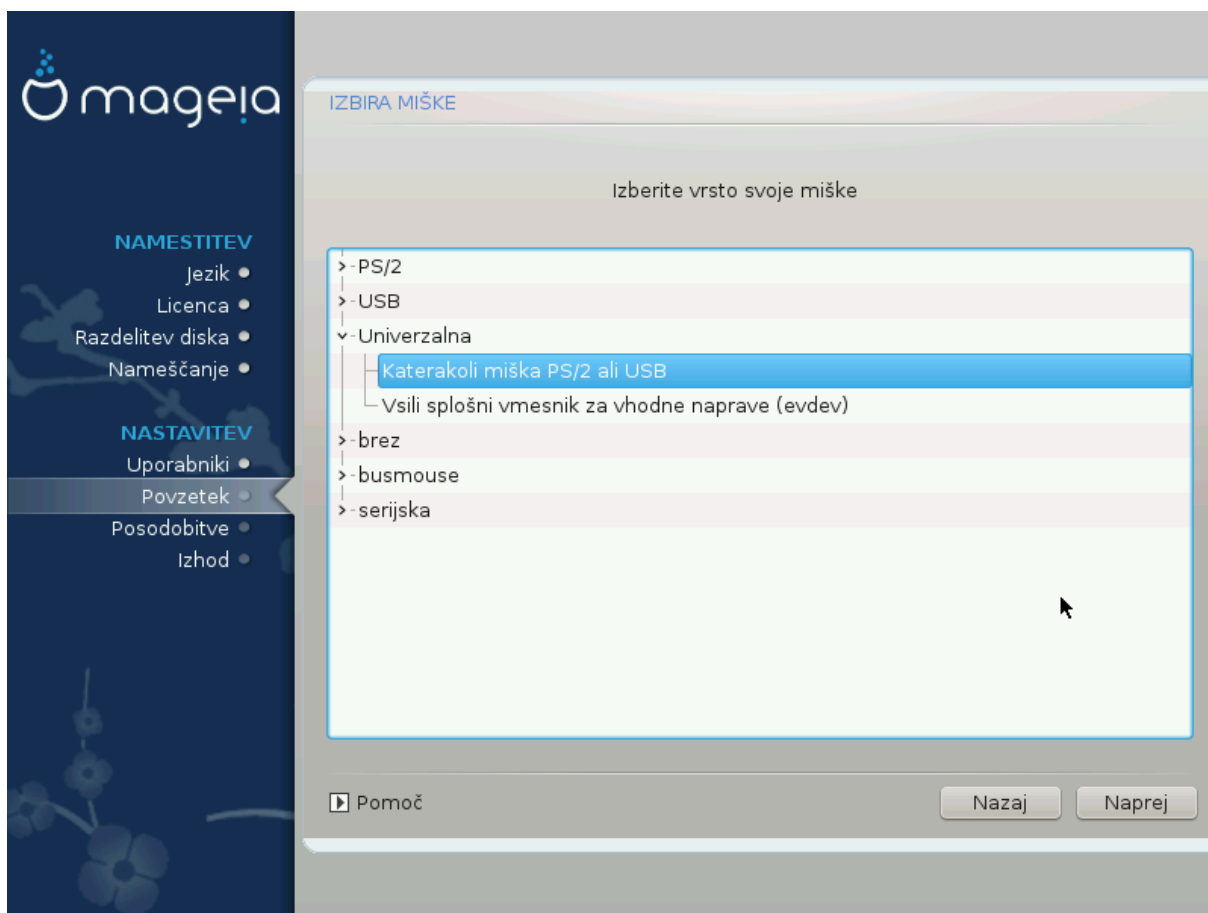 mageia
NAMESTITEV
Jezik
Licenca
Razdelitev diska
Nameščanje
NASTAVITEV
Uporabniki
Povzetek
Posodobitve
Izhod
IZBIRA MIŠKE
Izberite vrsto svoje miške
PS/2
USB
Univerzalna
Katerakoli miška PS/2 ali USB
Vsili splošni vmesnik za vhodne naprave (evdev)
brez
busmouse
serijska
Pomoč
Nazaj
Naprej